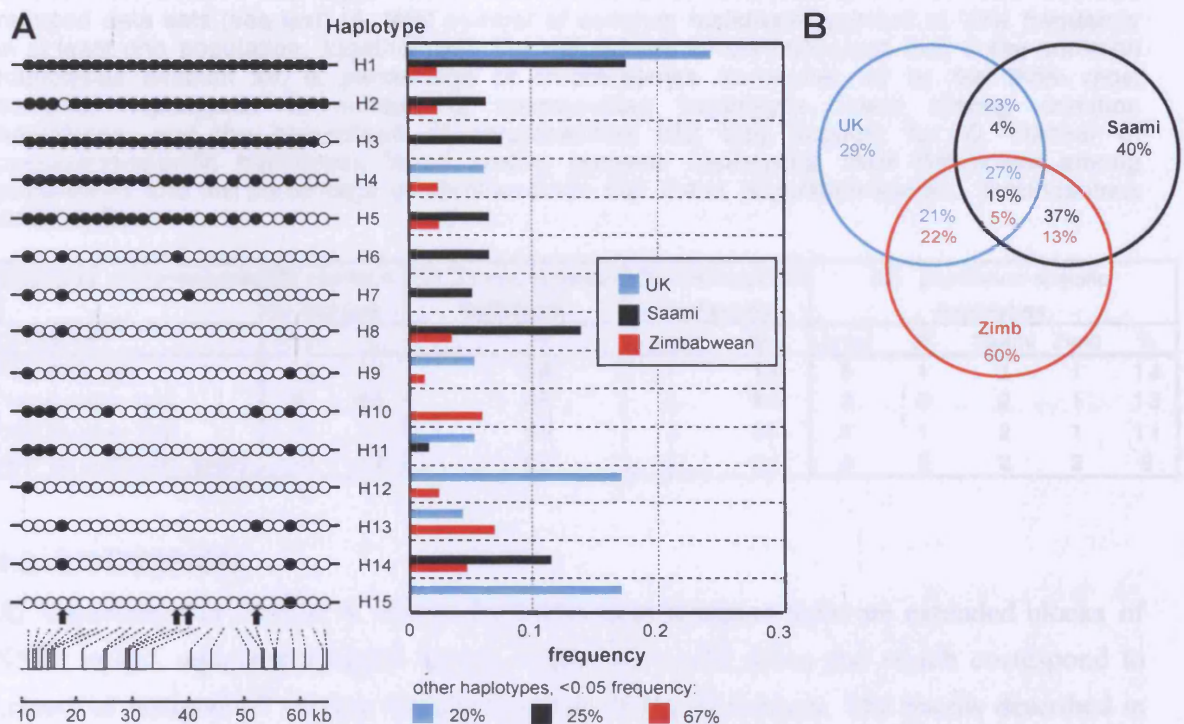 A
Haplotype
H1
H2
H3
H4
H5
H6
H7
H8
H9
H10
H11
H12
H13
H14
H15
UK
Saami
Zimbabwean
0
0.1
0.2
0.3
frequency
other haplotypes, <0.05 frequency:
20% 25% 67%
10 20 30 40 50 60 kb
B
UK
29%
23%
4%
Saami
40%
27%
19%
5%
21%
22%
37%
13%
Zimb
60%